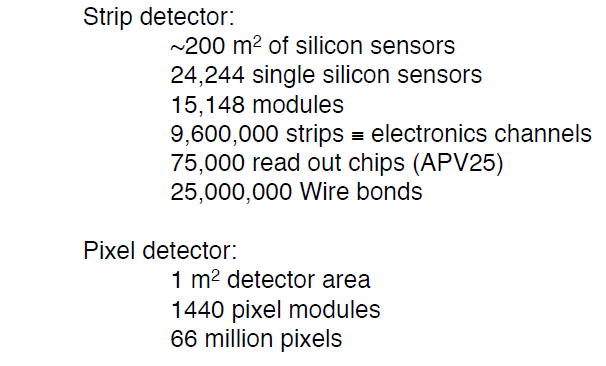 Strip detector:
~200 m² of silicon sensors
24,244 single silicon sensors
15,148 modules
9,600,000 strips ≡ electronics channels
75,000 read out chips (APV25)
25,000,000 Wire bonds
Pixel detector:
1 m² detector area
1440 pixel modules
66 million pixels